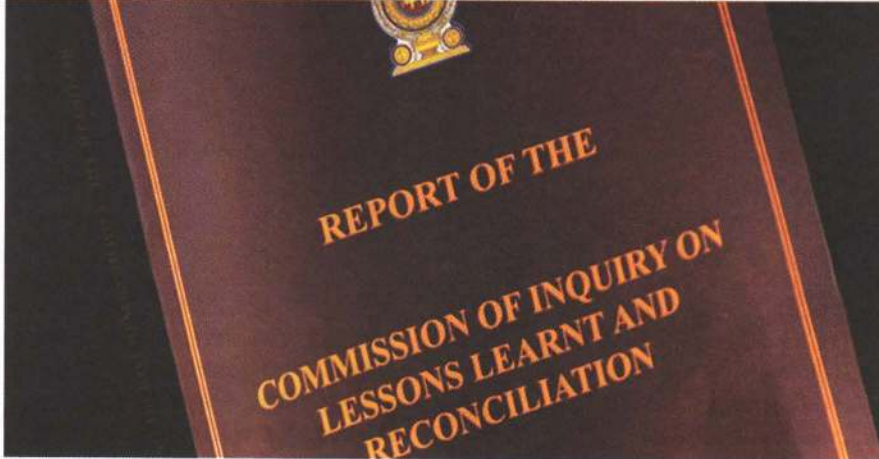 REPORT OF THE
COMMISSION OF INQUIRY ON
LESSONS LEARNT AND
RECONCILIATION